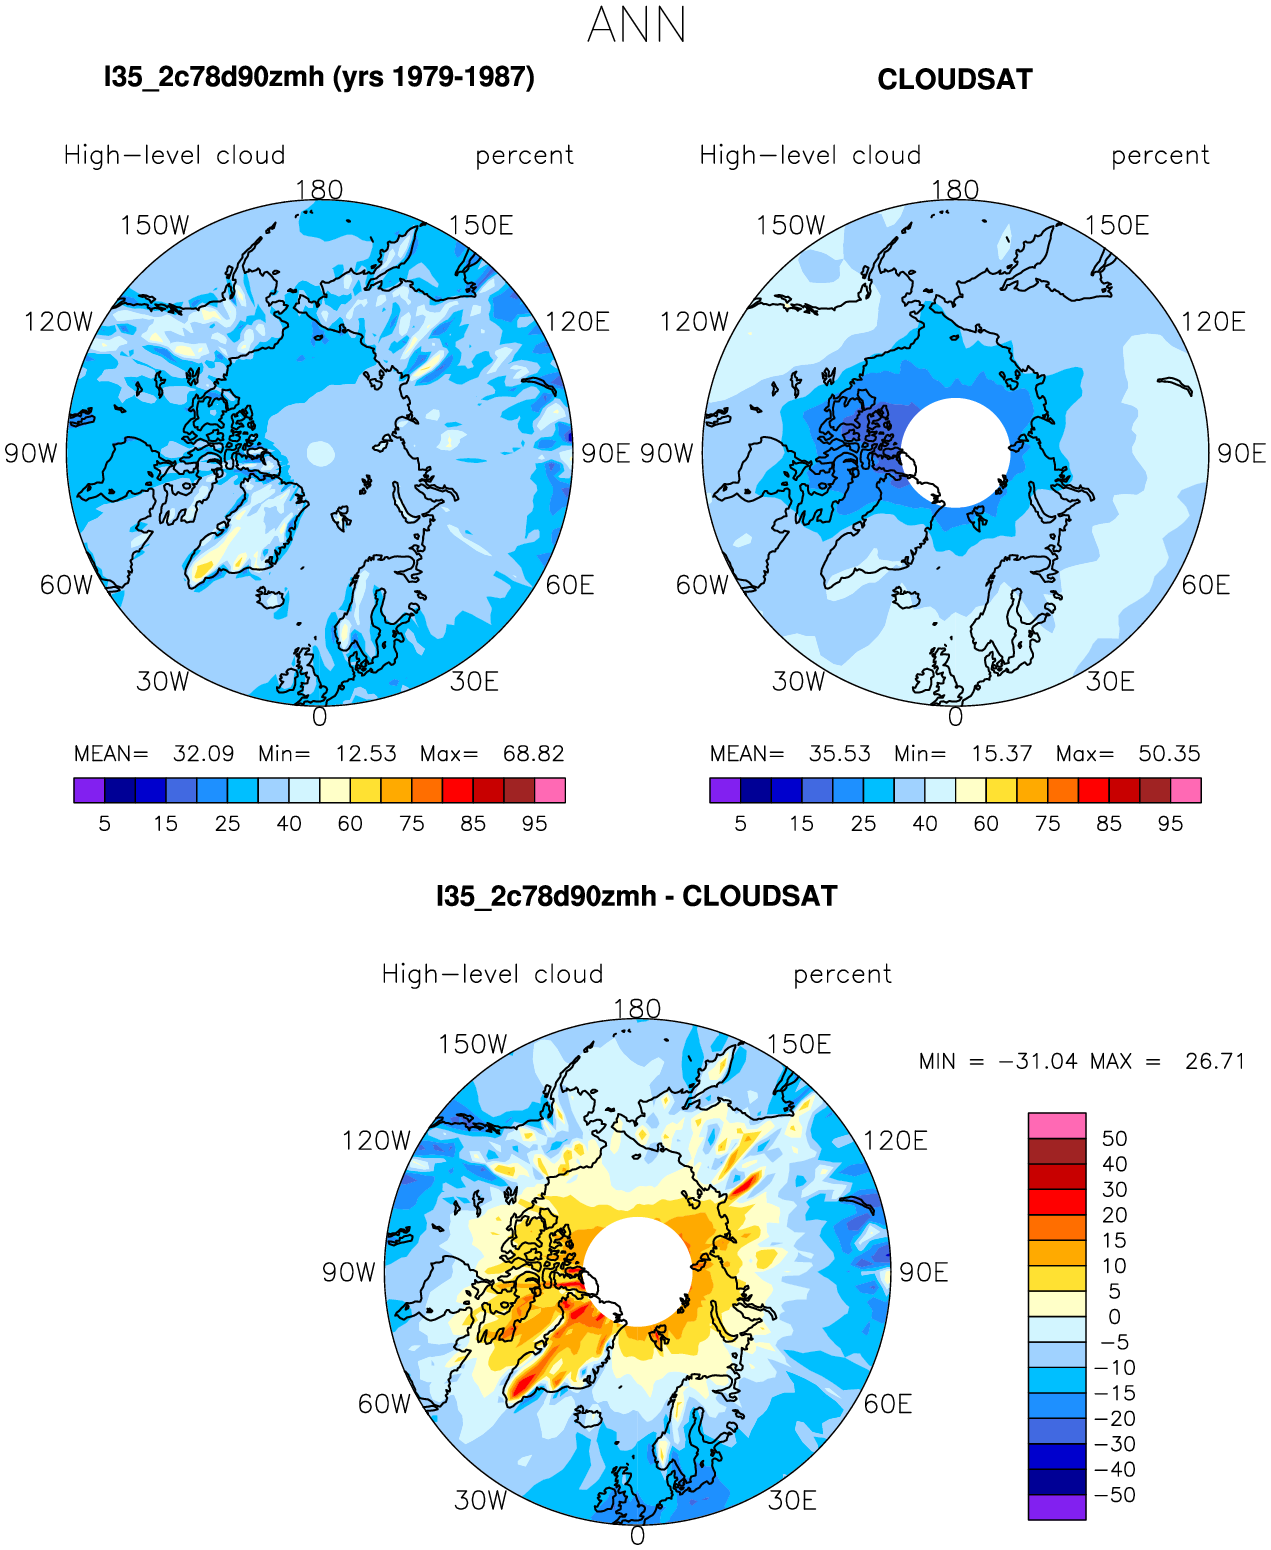 ANN
I35_2c78d90zmh (yrs 1979-1987)
High-level cloud percent
180
150W 150E
120W 120E
90W 90E
60W 60E
30W 30E
0
MEAN= 32.09 Min= 12.53 Max= 68.82
5 15 25 40 60 75 85 95
CLOUDSAT
High-level cloud percent
180
150W 150E
120W 120E
90W 90E
60W 60E
30W 30E
0
MEAN= 35.53 Min= 15.37 Max= 50.35
5 15 25 40 60 75 85 95
I35_2c78d90zmh - CLOUDSAT
High-level cloud percent
180
150W 150E
120W 120E
90W 90E
60W 60E
30W 30E
0
MIN = -31.04 MAX = 26.71
50
40
30
20
15
10
5
0
-5
-10
-15
-20
-30
-40
-50